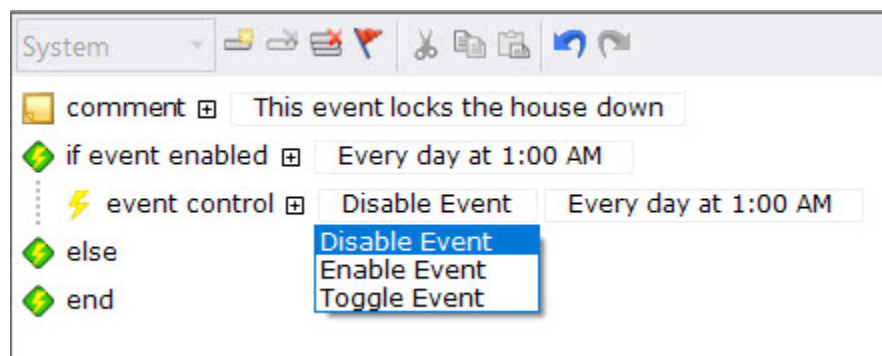 System
comment This event locks the house down
if event enabled Every day at 1:00 AM
event control Disable Event Every day at 1:00 AM
Disable Event
else
Enable Event
Toggle Event
end